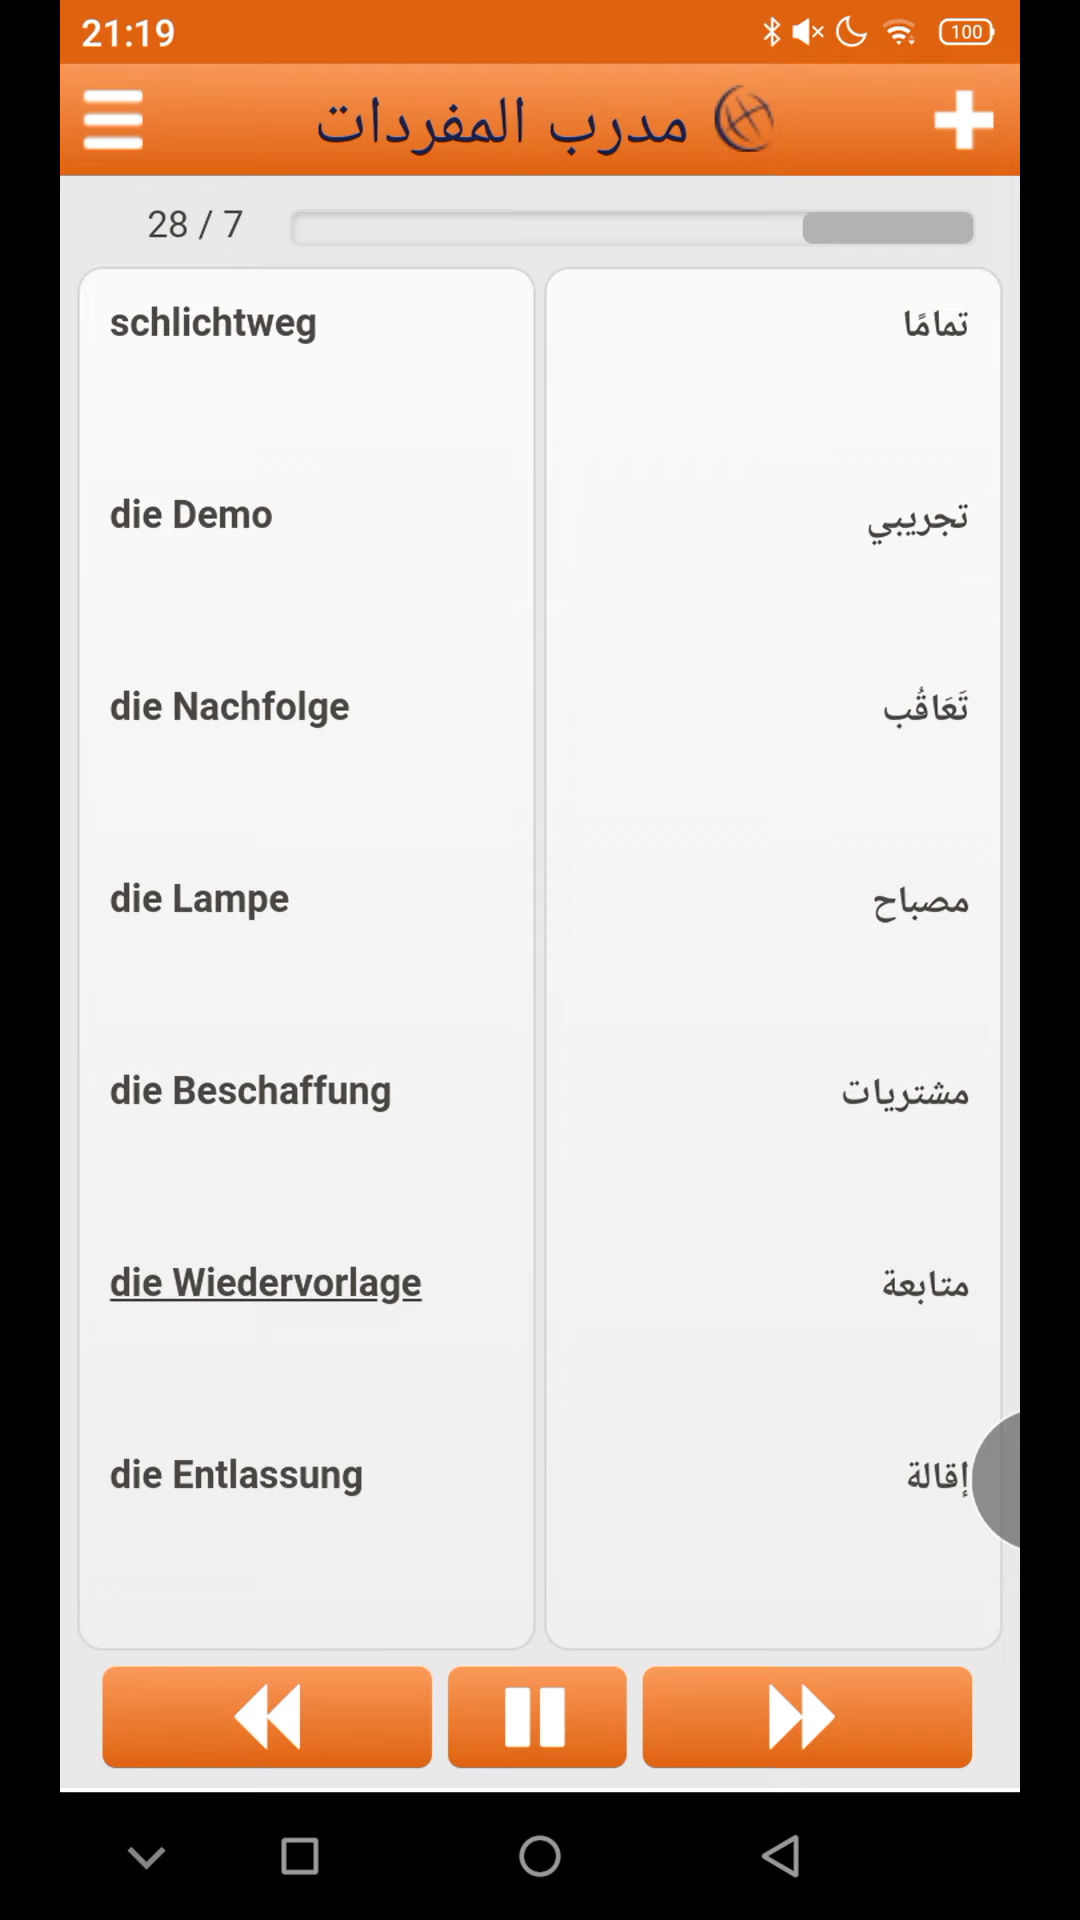 21:19
100
مدرب المفردات
28 / 7
schlichtweg
تمامًا
die Demo
تجريبي
die Nachfolge
تَعَاقُب
die Lampe
مصباح
die Beschaffung
مشتريات
die Wiedervorlage
متابعة
die Entlassung
إقالة